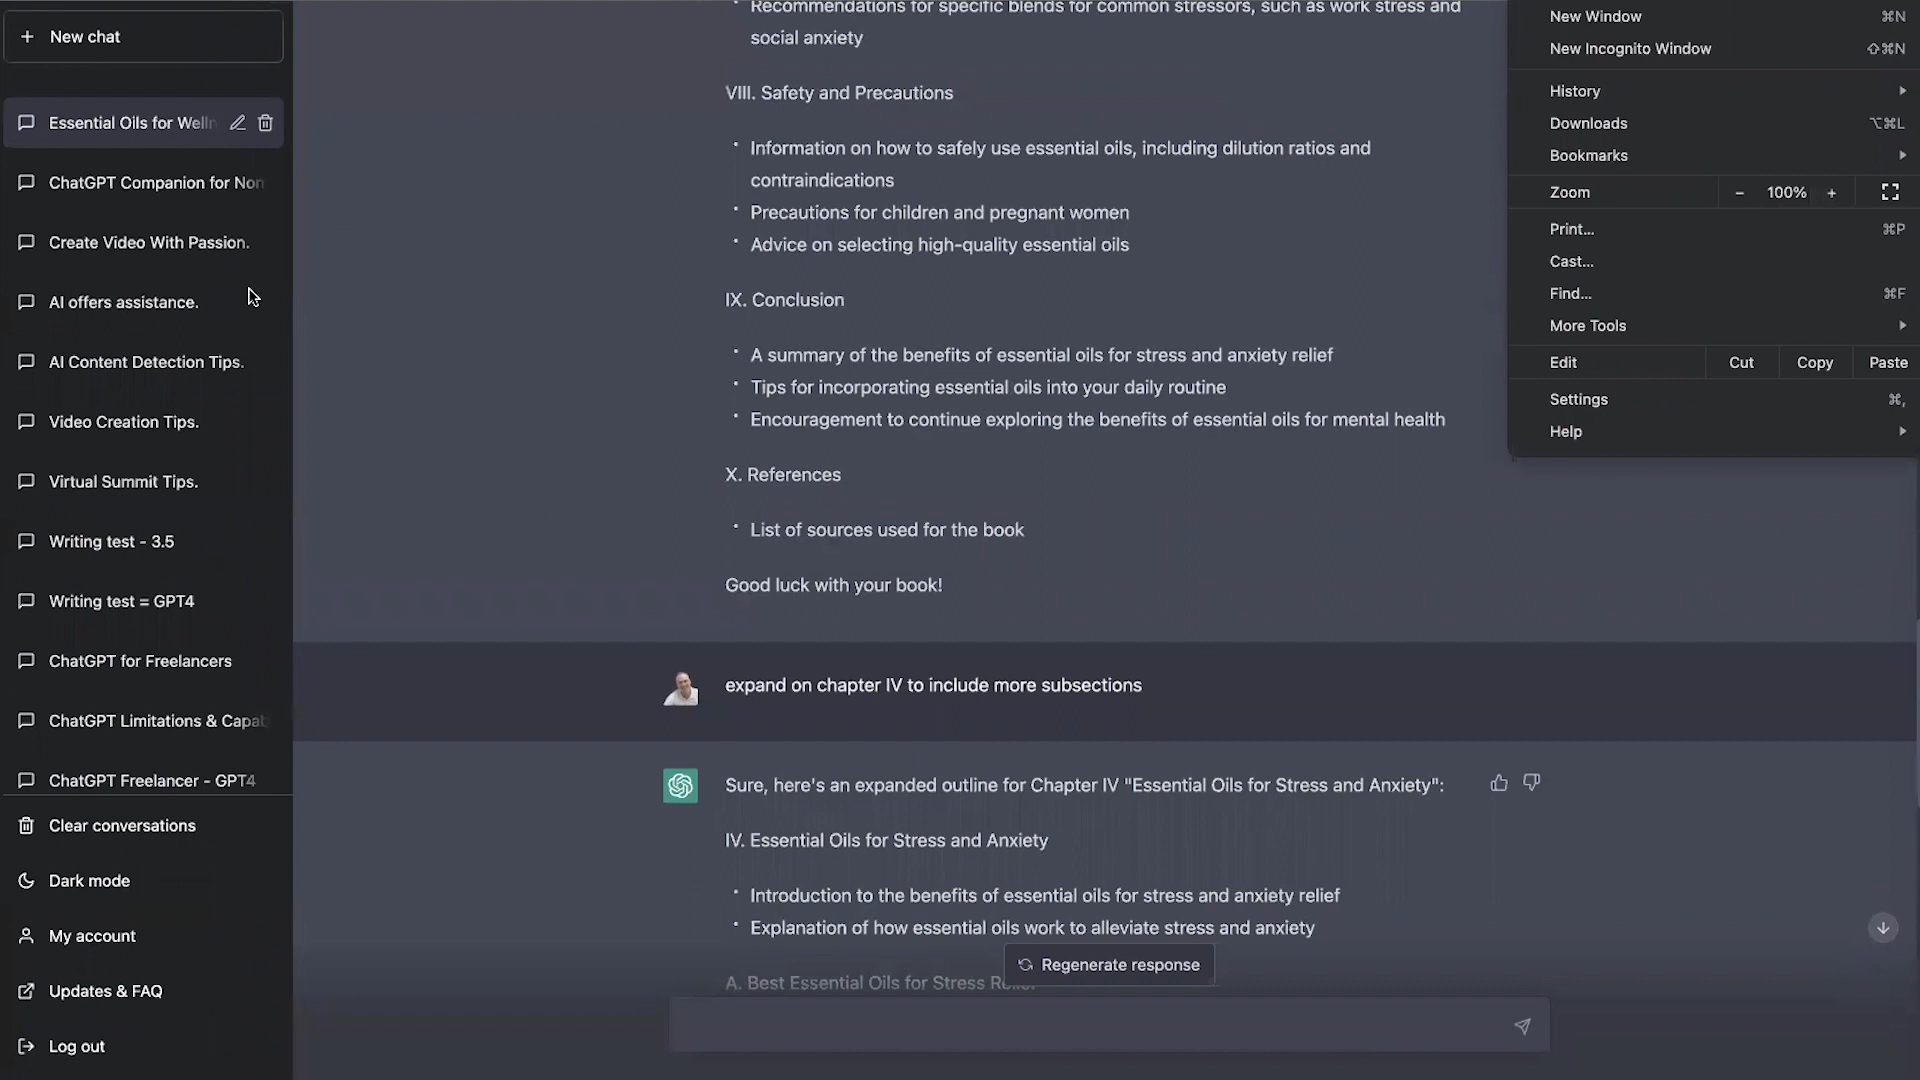 New chat
Essential Oils for Welln
ChatGPT Companion for Non
Create Video With Passion.
AI offers assistance.
AI Content Detection Tips.
Video Creation Tips.
Virtual Summit Tips.
Writing test - 3.5
Writing test = GPT4
ChatGPT for Freelancers
ChatGPT Limitations & Capab
ChatGPT Freelancer - GPT4
Clear conversations
Dark mode
My account
Updates & FAQ
Log out
Recommendations for specific blends for common stressors, such as work stress and
social anxiety
VIII. Safety and Precautions
• Information on how to safely use essential oils, including dilution ratios and
contraindications
• Precautions for children and pregnant women
• Advice on selecting high-quality essential oils
IX. Conclusion
• A summary of the benefits of essential oils for stress and anxiety relief
• Tips for incorporating essential oils into your daily routine
• Encouragement to continue exploring the benefits of essential oils for mental health
X. References
• List of sources used for the book
Good luck with your book!
expand on chapter IV to include more subsections
Sure, here's an expanded outline for Chapter IV "Essential Oils for Stress and Anxiety":
IV. Essential Oils for Stress and Anxiety
• Introduction to the benefits of essential oils for stress and anxiety relief
• Explanation of how essential oils work to alleviate stress and anxiety
Regenerate response
A. Best Essential Oils for Stress
New Window ⌘N
New Incognito Window ⇧⌘N
History
Downloads ⌥⌘L
Bookmarks
Zoom − 100% +
Print... ⌘P
Cast...
Find... ⌘F
More Tools
Edit Cut Copy Paste
Settings ⌘,
Help